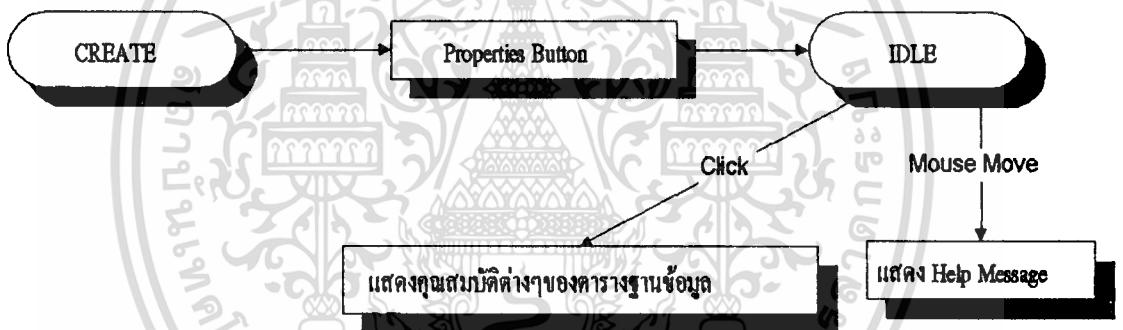 CREATE
Properties Button
IDLE
Click
Mouse Move
แสดงคุณสมบัติต่างๆของตารางฐานข้อมูล
แสดง Help Message